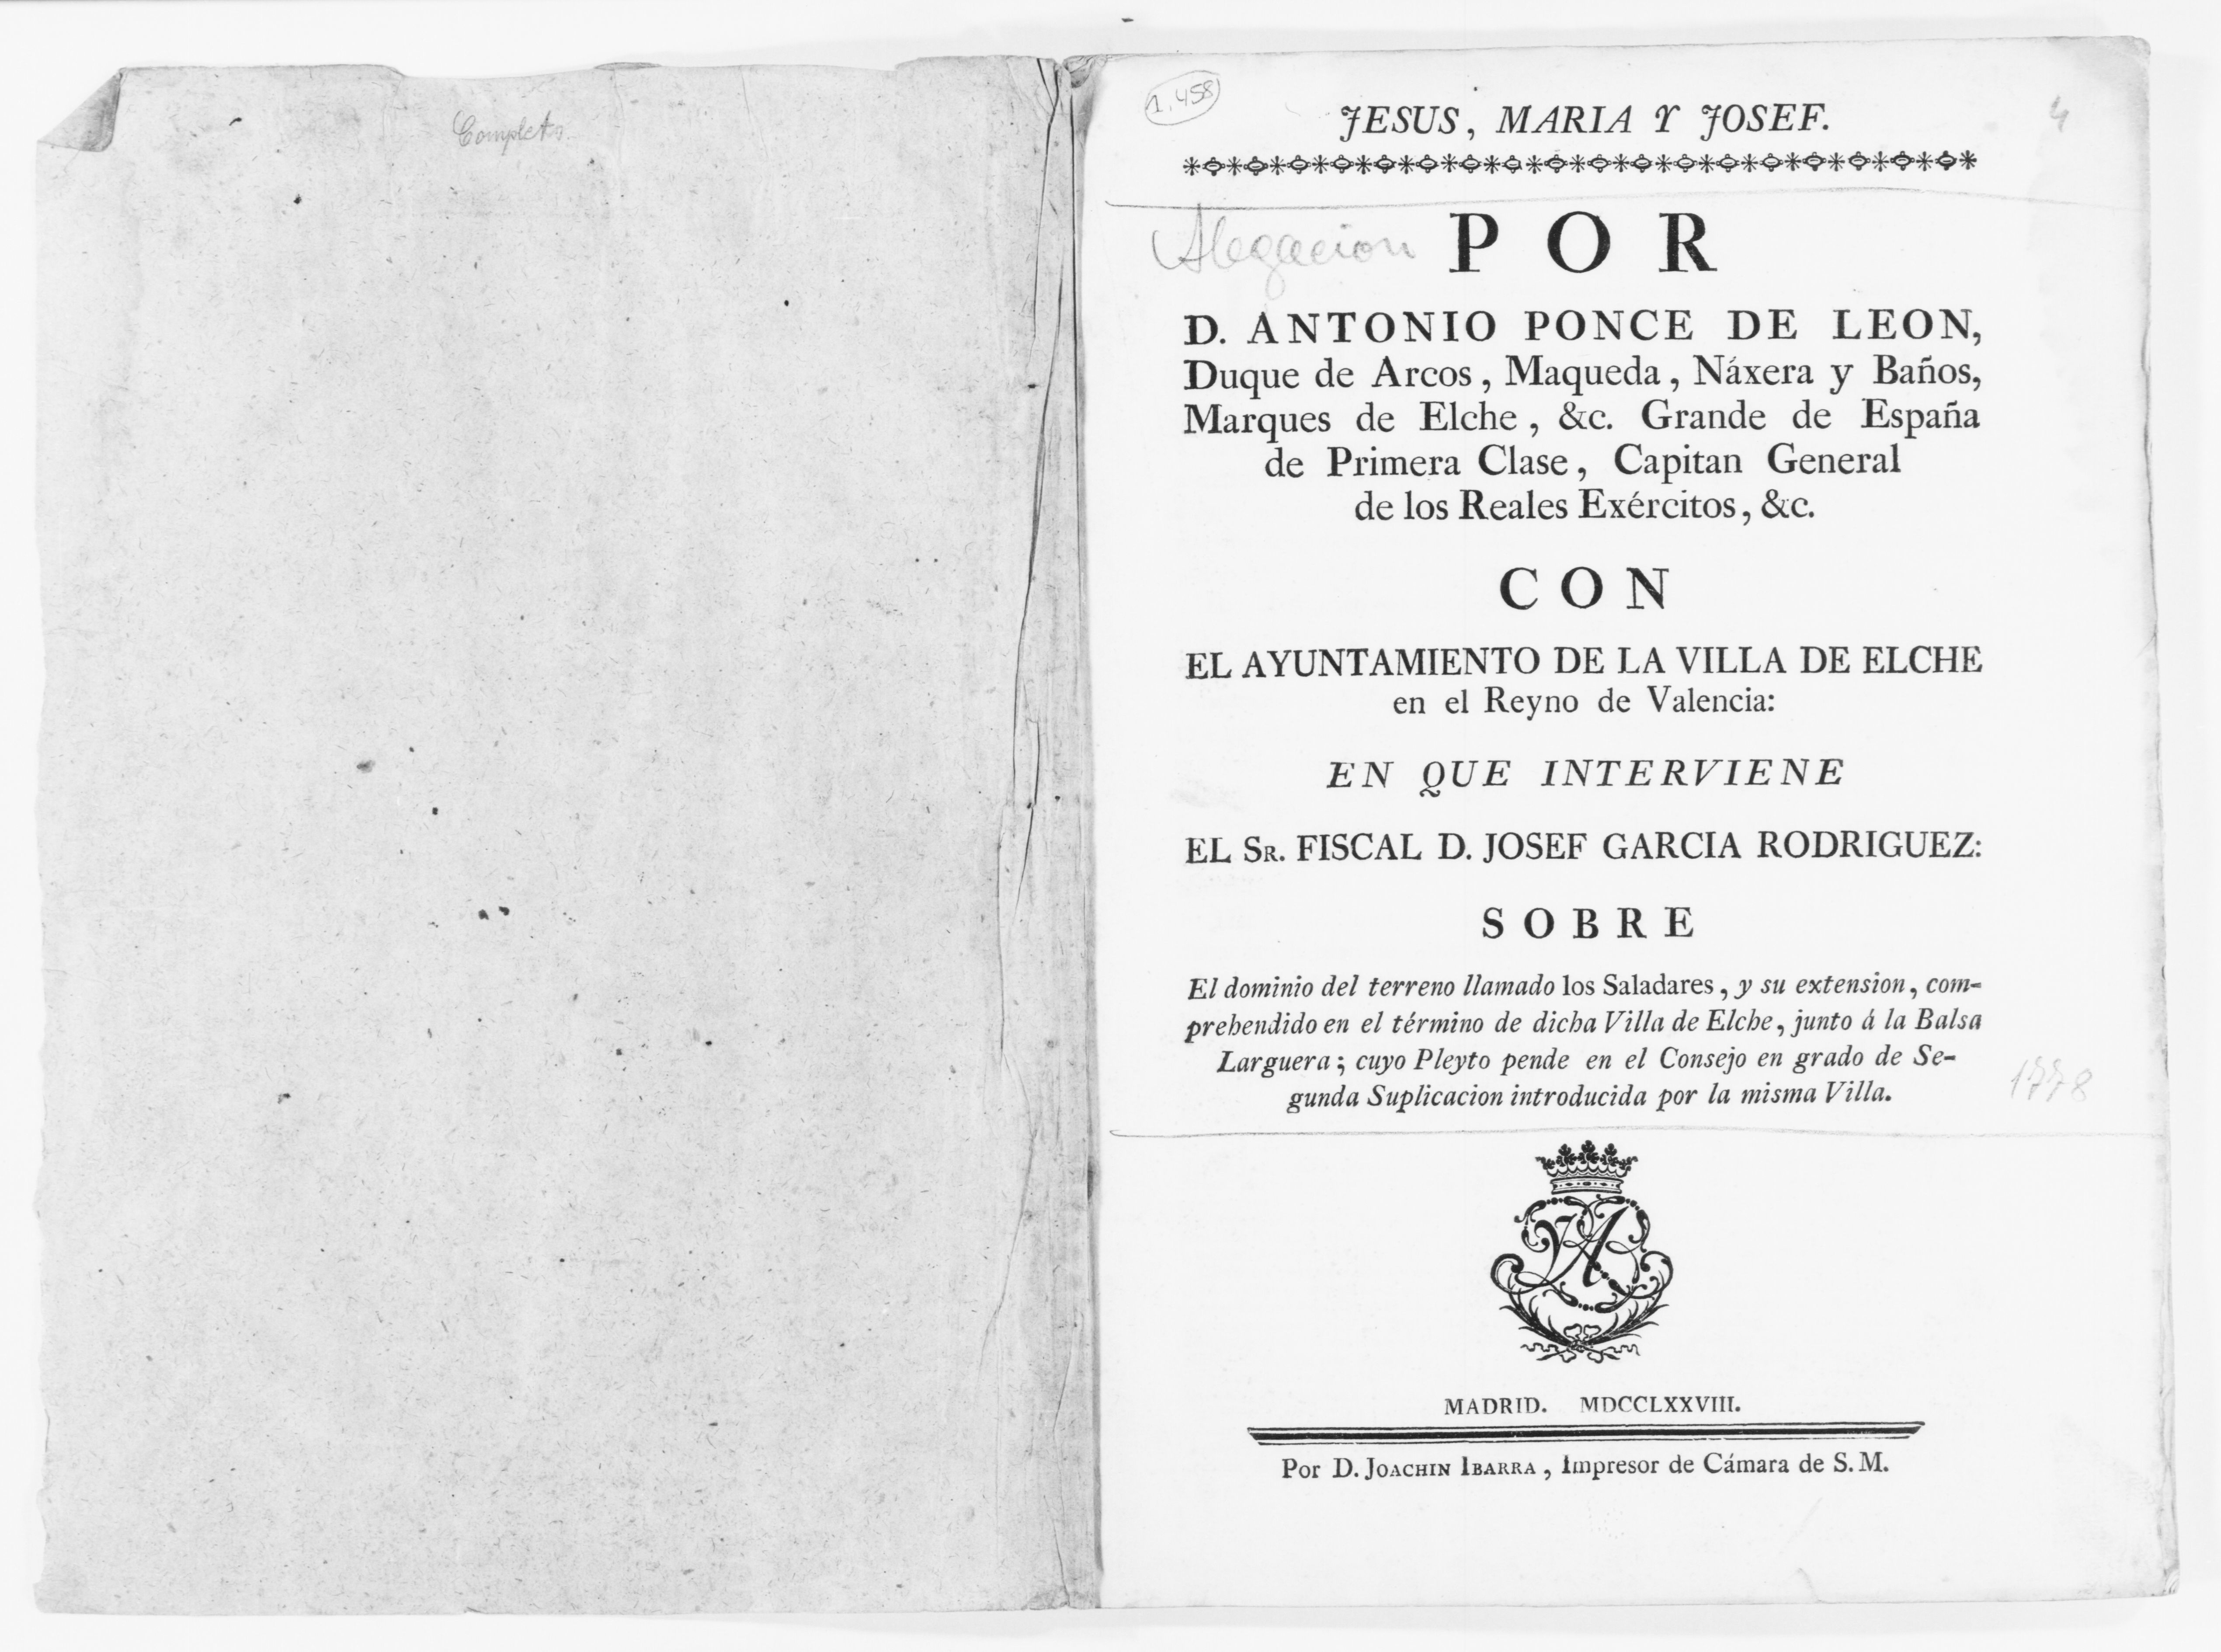 Completo
1.458
4
JESUS, MARIA Y JOSEF.
Alegacion
POR
D. ANTONIO PONCE DE LEON,
Duque de Arcos, Maqueda, Náxera y Baños,
Marques de Elche, &c. Grande de España
de Primera Clase, Capitan General
de los Reales Exércitos, &c.
CON
EL AYUNTAMIENTO DE LA VILLA DE ELCHE
en el Reyno de Valencia:
EN QUE INTERVIENE
EL SR. FISCAL D. JOSEF GARCIA RODRIGUEZ:
SOBRE
El dominio del terreno llamado los Saladares, y su extension, com-
prehendido en el término de dicha Villa de Elche, junto á la Balsa
Larguera; cuyo Pleyto pende en el Consejo en grado de Se-
gunda Suplicacion introducida por la misma Villa.
1778
MADRID. MDCCLXXVIII.
Por D. JOACHIN IBARRA, Impresor de Cámara de S. M.